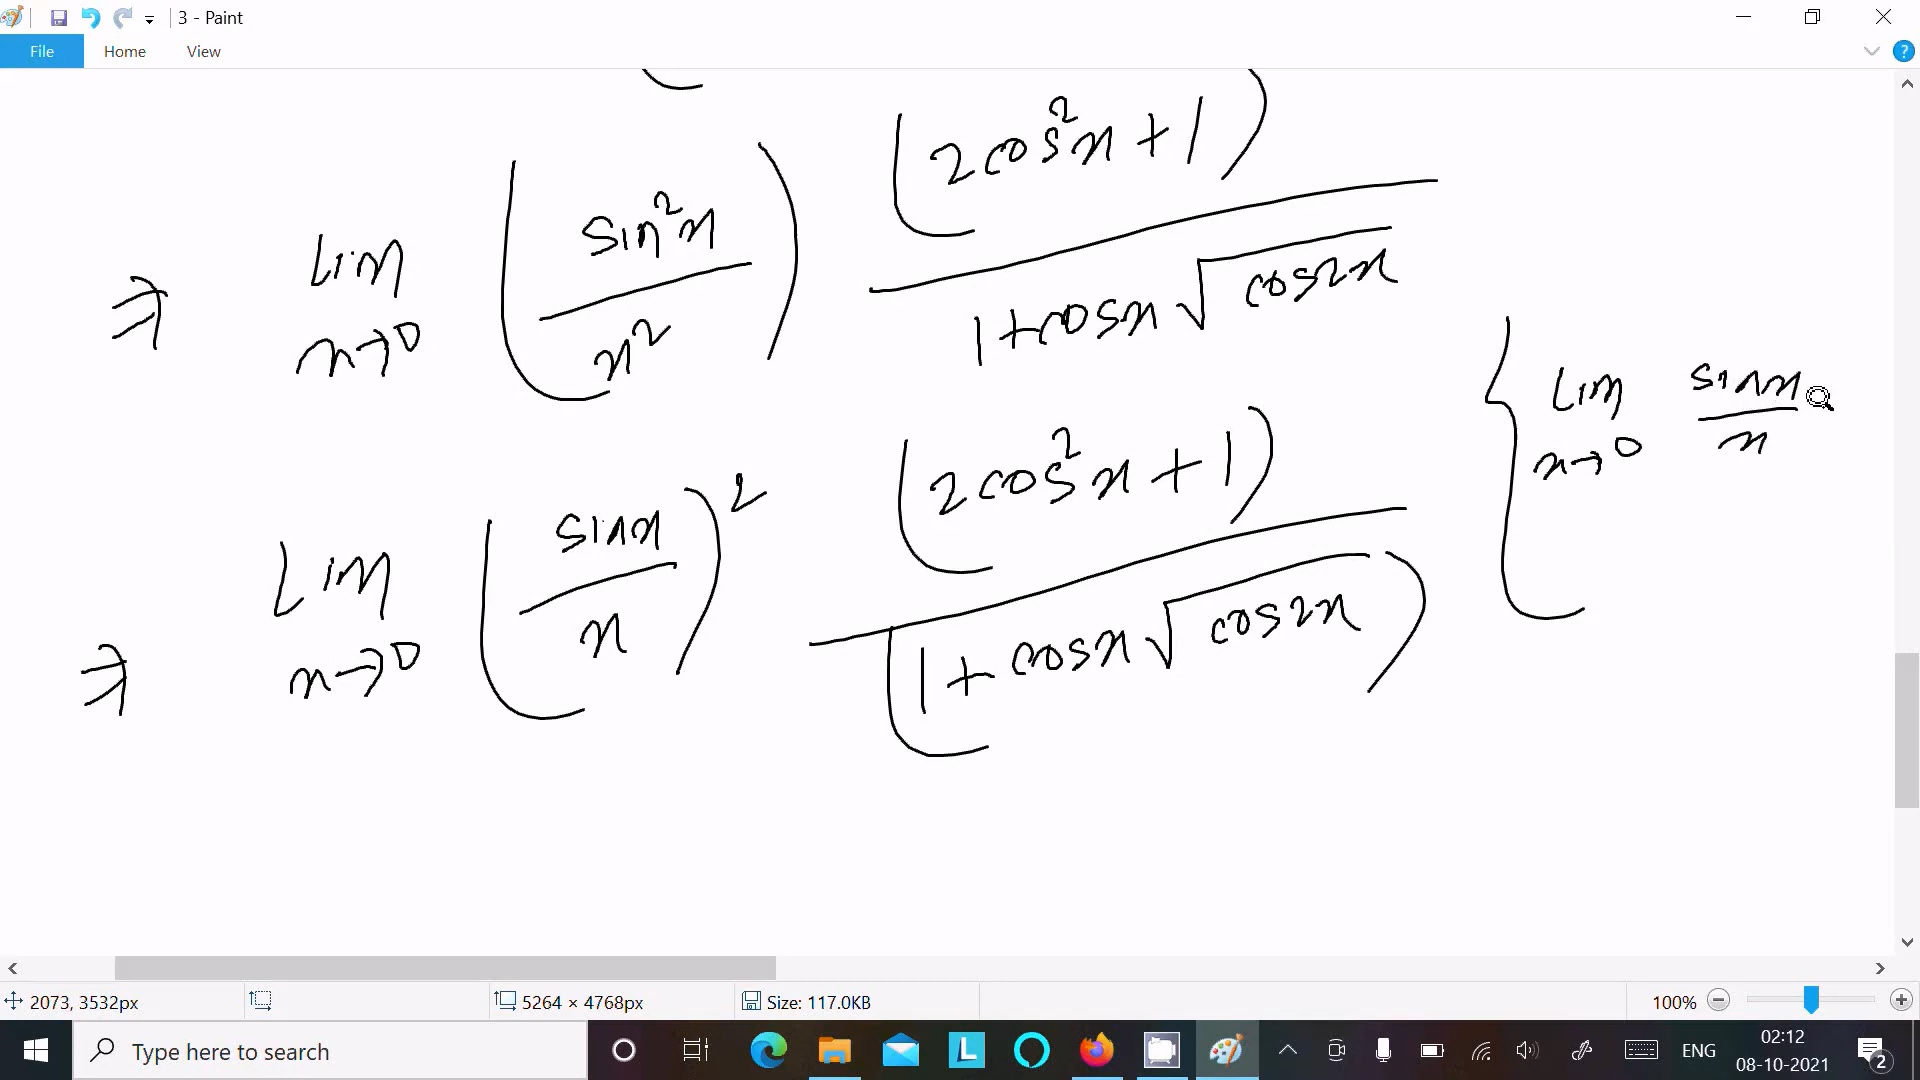 3 - Paint
File Home View
⇒ lim x→0 (sin²x / x²) (2cos²x + 1) / 1 + cosx √cos2x
⇒ Lim x→0 (sinx / x)² (2cos²x + 1) / (1 + cosx √cos2x)
{ Lim x→0 sinx / x
2073, 3532px 5264 × 4768px Size: 117.0KB 100%
Type here to search
L
ENG
02:12
08-10-2021
2